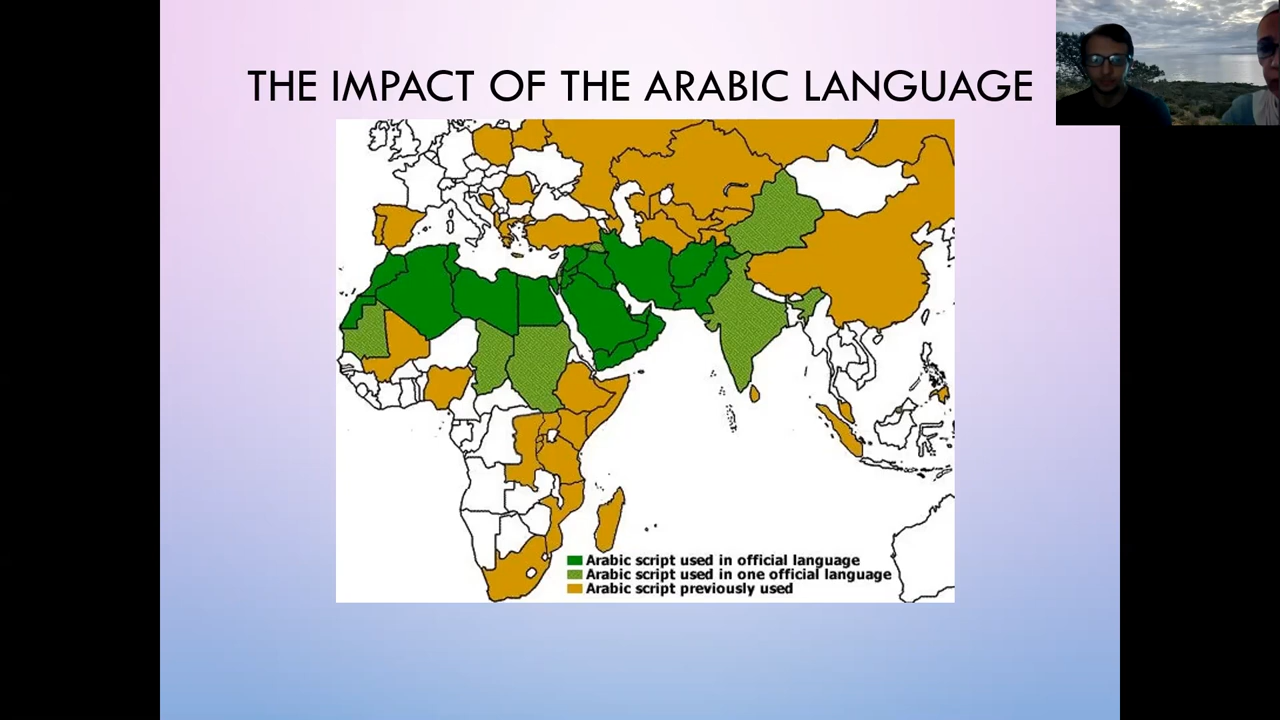 THE IMPACT OF THE ARABIC LANGUAGE
Arabic script used in official language
Arabic script used in one official language
Arabic script previously used